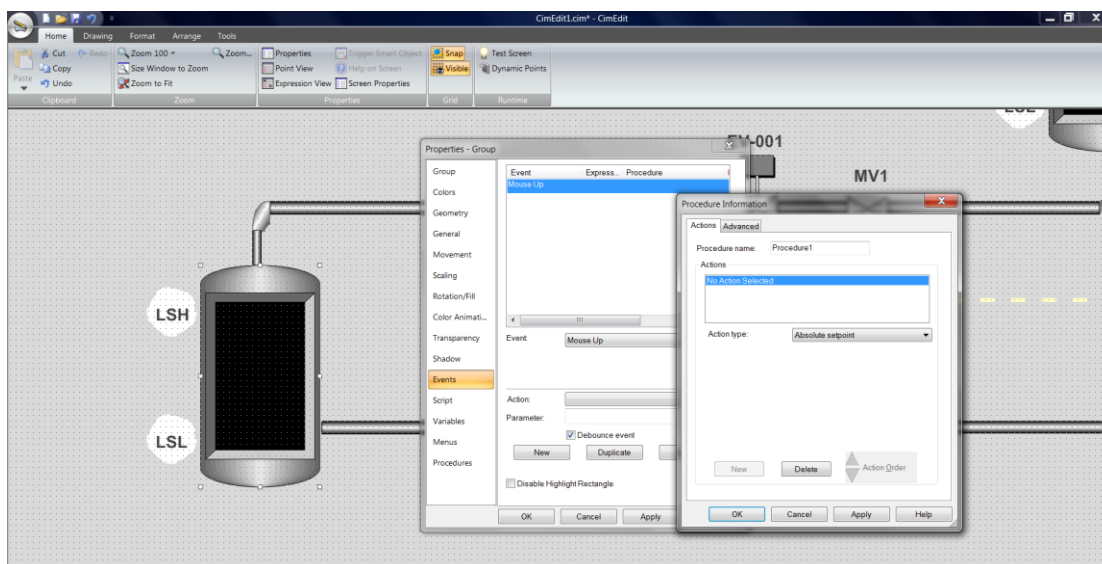 CimEdit1.cim* - CimEdit
Home Drawing Format Arrange Tools
Cut Redo Zoom 100 Zoom... Properties Trigger Smart Object Snap Test Screen
Copy Size Window to Zoom Point View Help on Screen Visible Dynamic Points
Paste Undo Zoom to Fit Expression View Screen Properties
Clipboard Zoom Properties Grid Runtime
-001
MV1
LSH
LSL
Properties - Group
Group
Colors
Geometry
General
Movement
Scaling
Rotation/Fill
Color Animati...
Transparency
Shadow
Events
Script
Variables
Menus
Procedures
Event Express... Procedure
Mouse Up
Event Mouse Up
Action:
Parameter:
Debounce event
New Duplicate
Disable Highlight Rectangle
OK Cancel Apply
Procedure Information
Actions Advanced
Procedure name: Procedure1
Actions
No Action Selected
Action type: Absolute setpoint
New Delete Action Order
OK Cancel Apply Help